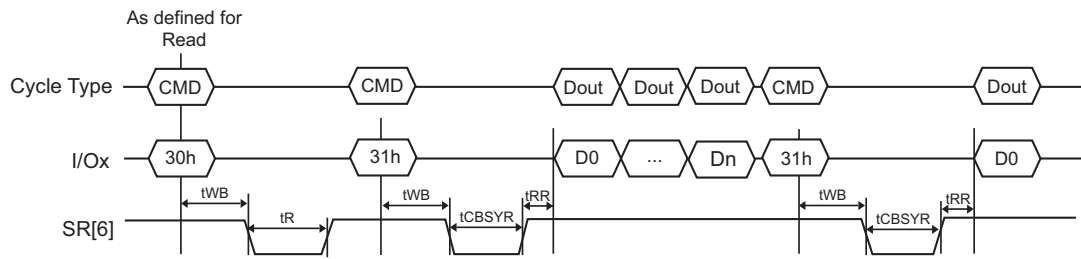 As defined for
Read
Cycle Type CMD CMD Dout Dout Dout CMD Dout
I/Ox 30h 31h D0 ... Dn 31h D0
tWB tR tWB tCBSYR tRR tWB tCBSYR tRR
SR[6]